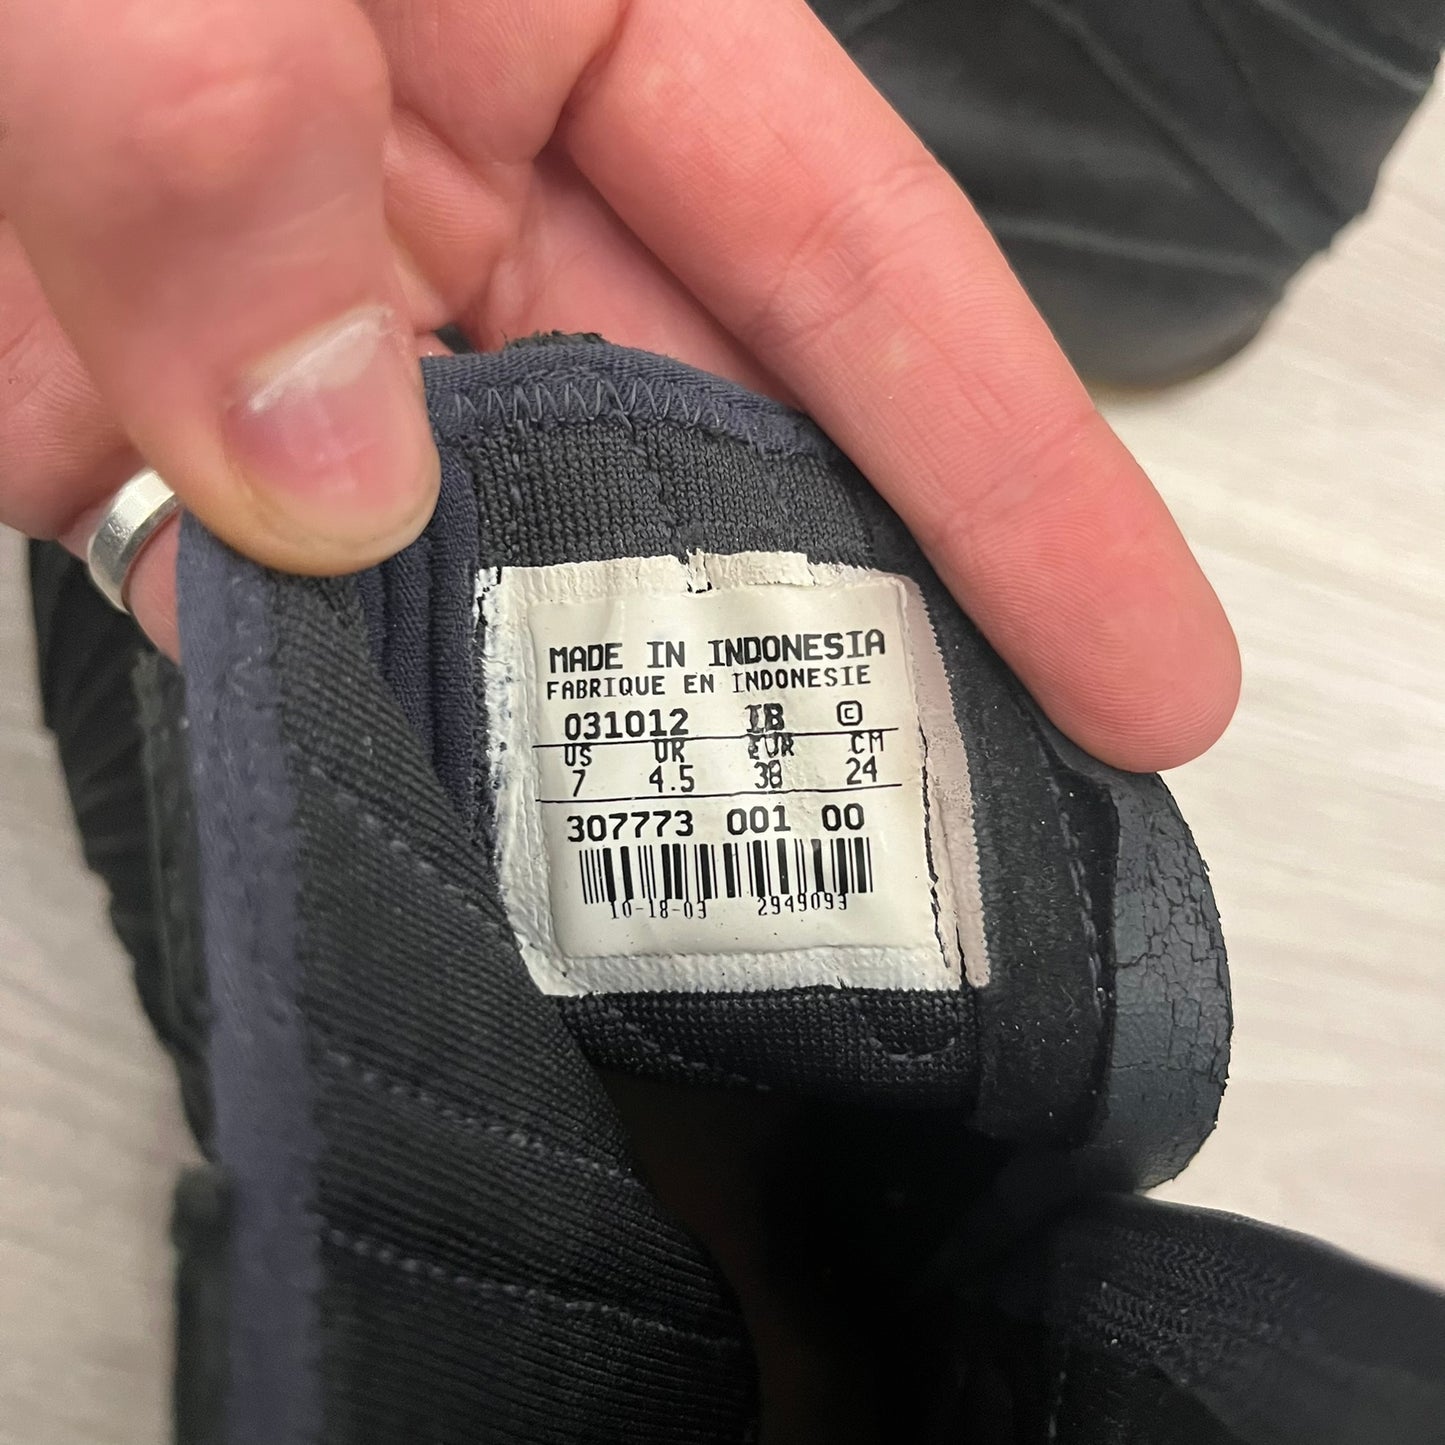 MADE IN INDONESIA
FABRIQUE EN INDONESIE
031012 IB ©
US UK EUR CM
7 4.5 38 24
307773 001 00
10-18-03 2949093